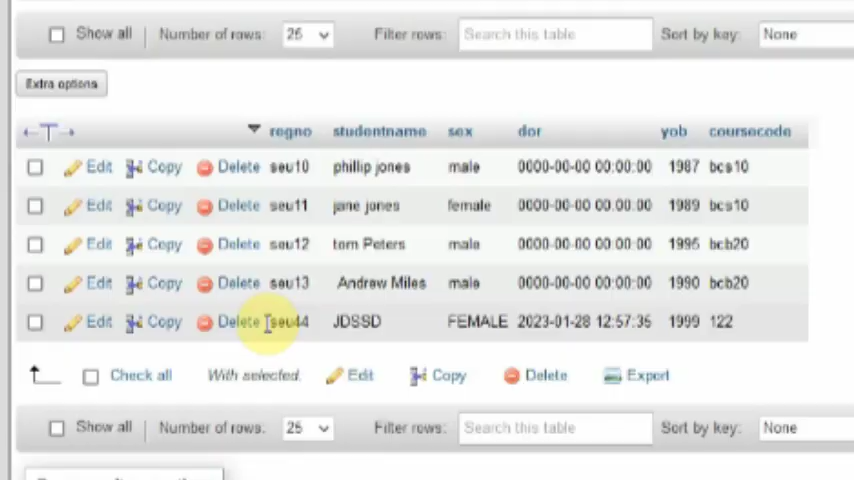 Show all Number of rows: 25 Filter rows: Search this table Sort by key: None
Extra options
regno studentname sex dor yob coursecode
Edit Copy Delete seu10 phillip jones male 0000-00-00 00:00:00 1987 bcs10
Edit Copy Delete seu11 jane jones female 0000-00-00 00:00:00 1989 bcs10
Edit Copy Delete seu12 tom Peters male 0000-00-00 00:00:00 1995 bcb20
Edit Copy Delete seu13 Andrew Miles male 0000-00-00 00:00:00 1990 bcb20
Edit Copy Delete seu44 JDSSD FEMALE 2023-01-28 12:57:35 1999 122
Check all With selected: Edit Copy Delete Export
Show all Number of rows: 25 Filter rows: Search this table Sort by key: None